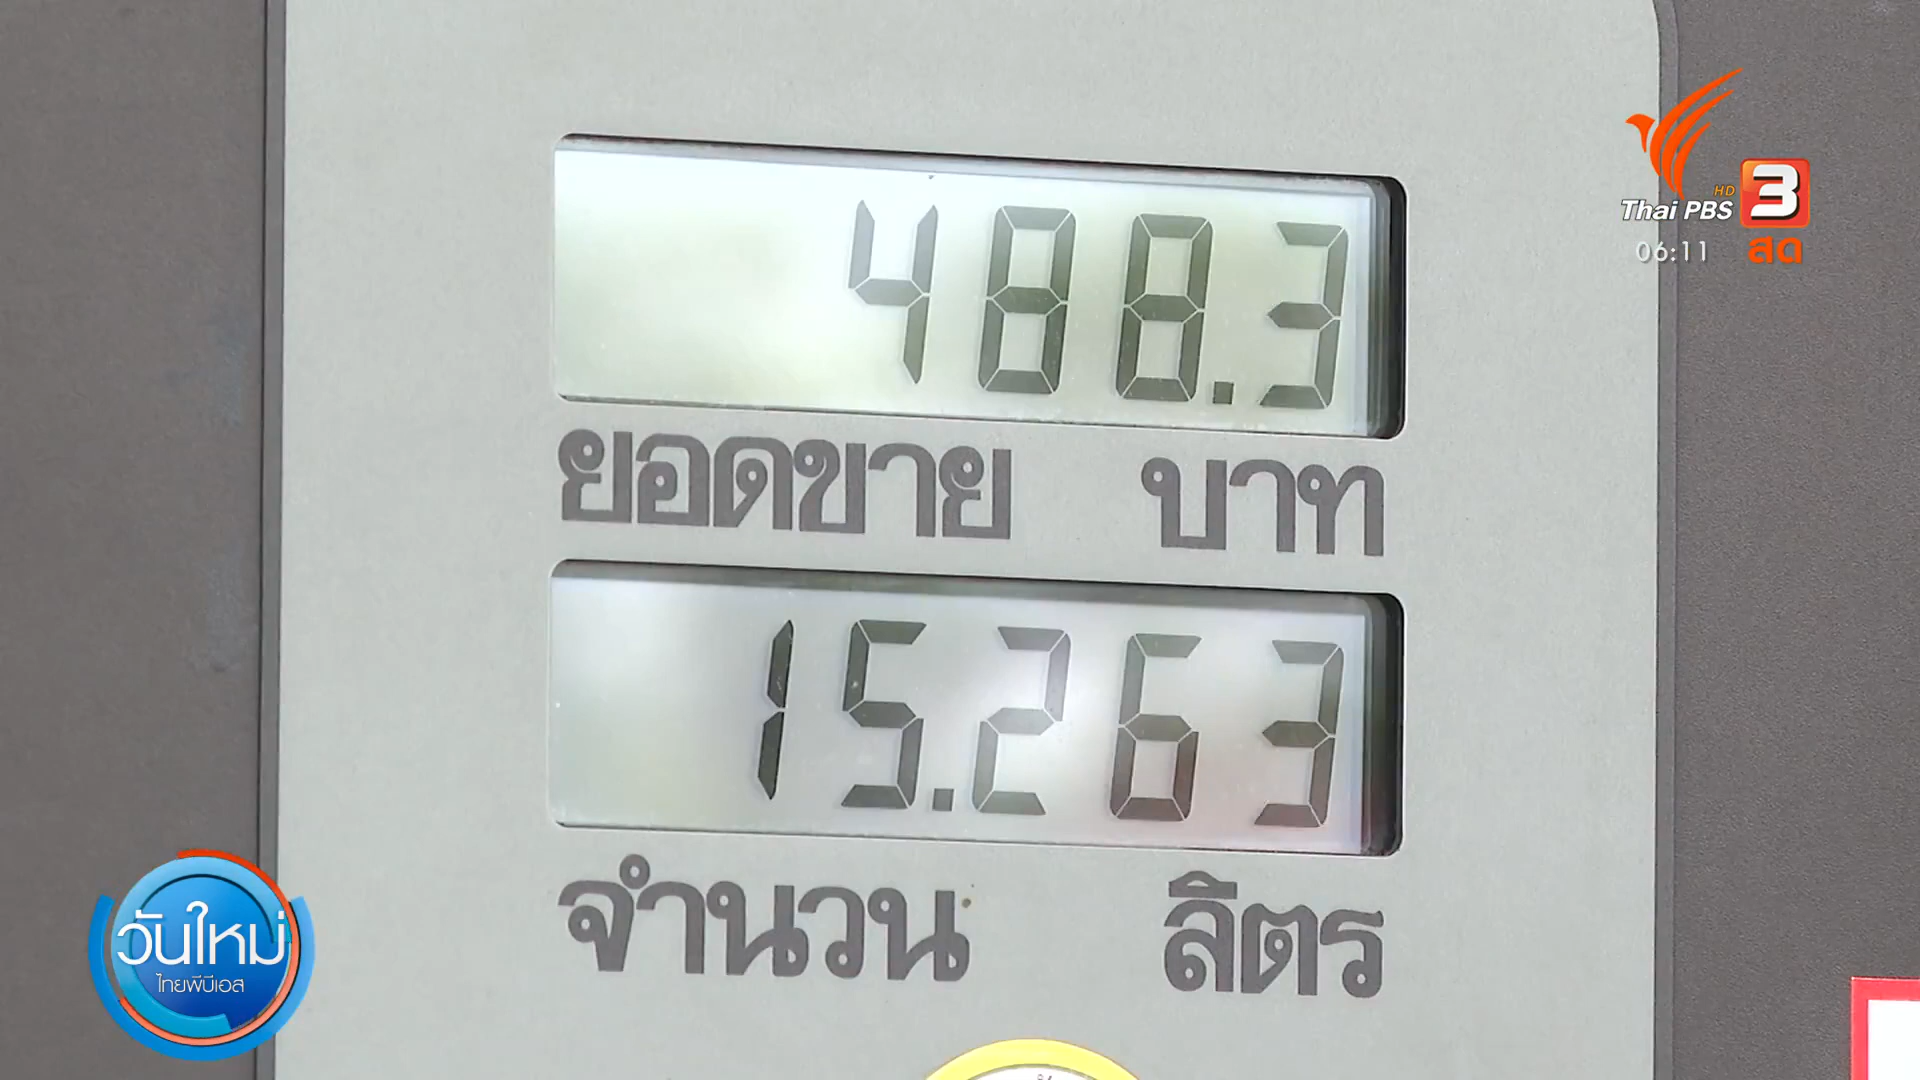 488.3
ยอดขาย บาท
15.263
จำนวน ลิตร
HD
Thai PBS 3
06:11 สด
วันใหม่
ไทยพีบีเอส